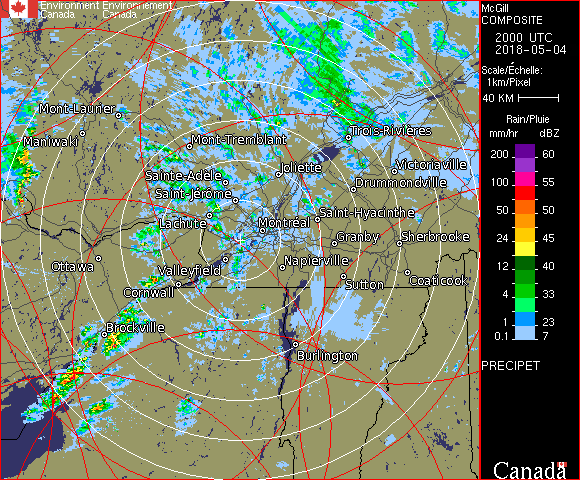 Environment Environnement
Canada Canada
McGill
COMPOSITE
2000 UTC
2018-05-04
Scale/Échelle:
1km/Pixel
40 KM
Rain/Pluie
mm/hr dBZ
200 60
100 55
50 50
24 45
12 40
4 33
1 23
0.1 7
PRECIPET
Canada
Mont-Laurier
Maniwaki
Mont-Tremblant
Trois-Rivières
Sainte-Adèle
Joliette
Victoriaville
Saint-Jérôme
Drummondville
Lachute
Montréal
Saint-Hyacinthe
Granby
Sherbrooke
Ottawa
Valleyfield
Napierville
Cornwall
Sutton
Coaticook
Brockville
Burlington